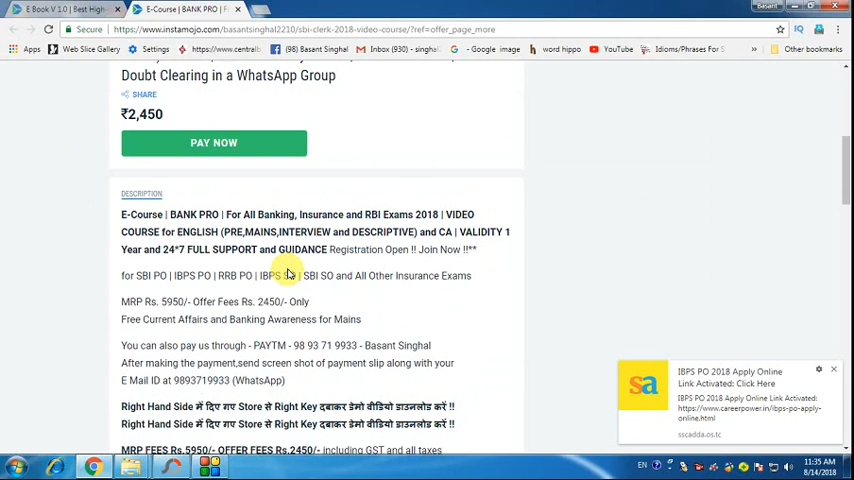 E Book V 1.0 | Best High
E-Course | BANK PRO | F
Basant
Secure
https://www.instamojo.com/basantsinghal2210/sbi-clerk-2018-video-course/?ref=offer_page_more
Apps
Web Slice Gallery
Settings
https://www.centralb
(98) Basant Singhal
Inbox (930) - singhal
- Google image
word hippo
YouTube
Idioms/Phrases For S
Other bookmarks
Doubt Clearing in a WhatsApp Group
SHARE
₹2,450
PAY NOW
DESCRIPTION
E-Course | BANK PRO | For All Banking, Insurance and RBI Exams 2018 | VIDEO
COURSE for ENGLISH (PRE,MAINS,INTERVIEW and DESCRIPTIVE) and CA | VALIDITY 1
Year and 24*7 FULL SUPPORT and GUIDANCE Registration Open !! Join Now !!**
for SBI PO | IBPS PO | RRB PO | IBPS SO | SBI SO and All Other Insurance Exams
MRP Rs. 5950/- Offer Fees Rs. 2450/- Only
Free Current Affairs and Banking Awareness for Mains
You can also pay us through - PAYTM - 98 93 71 9933 - Basant Singhal
After making the payment,send screen shot of payment slip along with your
E Mail ID at 9893719933 (WhatsApp)
Right Hand Side में दिए गए Store से Right Key दबाकर डेमो वीडियो डाउनलोड करें !!
Right Hand Side में दिए गए Store से Right Key दबाकर डेमो वीडियो डाउनलोड करें !!
MRP FEES Rs.5950/- OFFER FEES Rs.2450/- including GST and all taxes
sa
IBPS PO 2018 Apply Online
Link Activated: Click Here
IBPS PO 2018 Apply Online Link Activated:
https://www.careerpower.in/ibps-po-apply-
online.html
sscadda.os.tc
EN
11:35 AM
8/14/2018